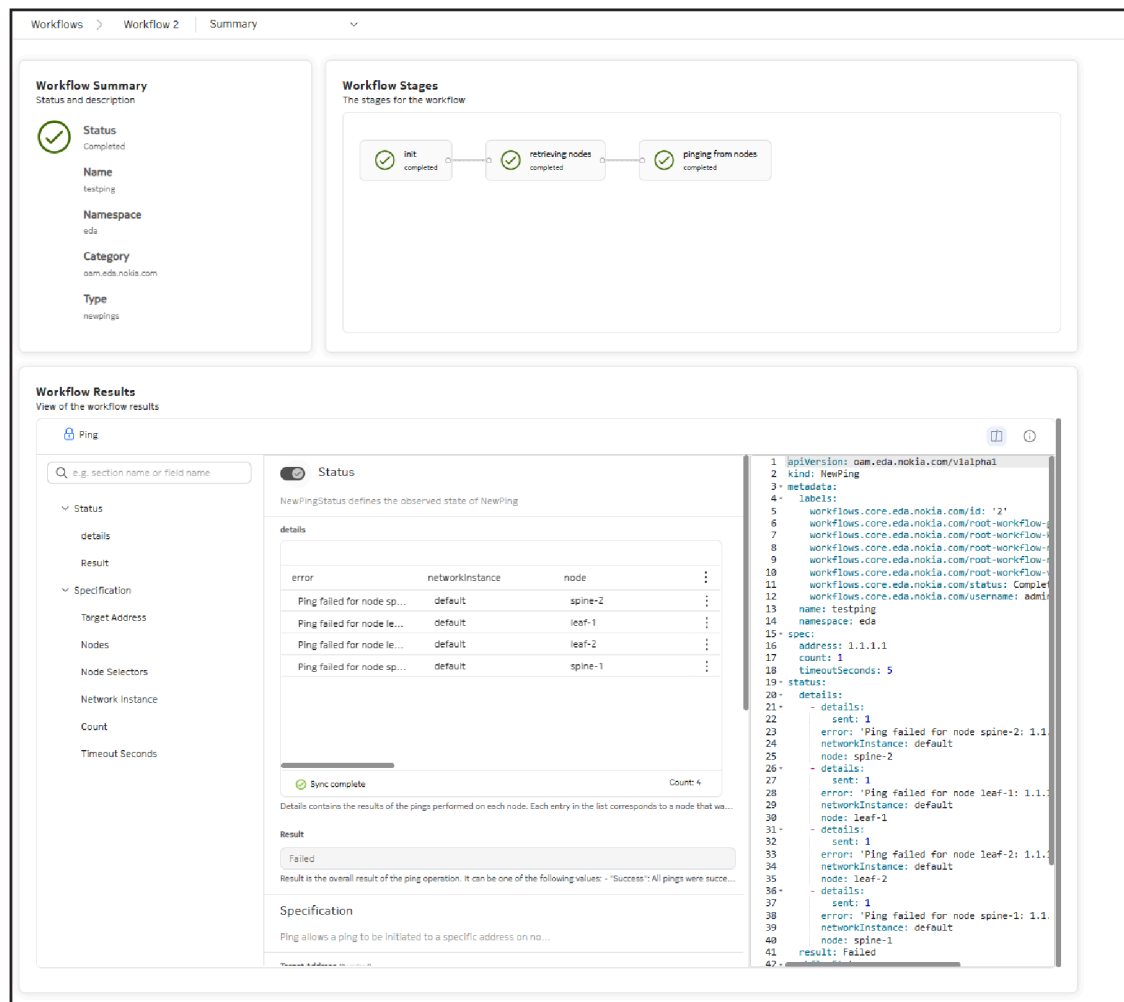 Workflows > Workflow 2 Summary
Workflow Summary
Status and description
Status
Completed
Name
testping
Namespace
eda
Category
oam.eda.nokia.com
Type
newpings
Workflow Stages
The stages for the workflow
init
completed
retrieving nodes
completed
pinging from nodes
completed
Workflow Results
View of the workflow results
Ping
e.g. section name or field name
Status
details
Result
Specification
Target Address
Nodes
Node Selectors
Network Instance
Count
Timeout Seconds
Status
NewPingStatus defines the observed state of NewPing
details
error networkInstance node
Ping failed for node sp... default spine-2
Ping failed for node le... default leaf-1
Ping failed for node le... default leaf-2
Ping failed for node sp... default spine-1
Sync complete Count: 4
Details contains the results of the pings performed on each node. Each entry in the list corresponds to a node that wa...
Result
Failed
Result is the overall result of the ping operation. It can be one of the following values: - "Success": All pings were succe...
Specification
Ping allows a ping to be initiated to a specific address on no...
Target Address
1 apiVersion: oam.eda.nokia.com/v1alpha1
2 kind: NewPing
3 metadata:
4 labels:
5 workflows.core.eda.nokia.com/id: '2'
6 workflows.core.eda.nokia.com/root-workflow-g
7 workflows.core.eda.nokia.com/root-workflow-k
8 workflows.core.eda.nokia.com/root-workflow-n
9 workflows.core.eda.nokia.com/root-workflow-n
10 workflows.core.eda.nokia.com/root-workflow-v
11 workflows.core.eda.nokia.com/status: Complet
12 workflows.core.eda.nokia.com/username: admin
13 name: testping
14 namespace: eda
15 spec:
16 address: 1.1.1.1
17 count: 1
18 timeoutSeconds: 5
19 status:
20 details:
21 - details:
22 sent: 1
23 error: 'Ping failed for node spine-2: 1.1.
24 networkInstance: default
25 node: spine-2
26 - details:
27 sent: 1
28 error: 'Ping failed for node leaf-1: 1.1.1
29 networkInstance: default
30 node: leaf-1
31 - details:
32 sent: 1
33 error: 'Ping failed for node leaf-2: 1.1.1
34 networkInstance: default
35 node: leaf-2
36 - details:
37 sent: 1
38 error: 'Ping failed for node spine-1: 1.1.
39 networkInstance: default
40 node: spine-1
41 result: Failed
42